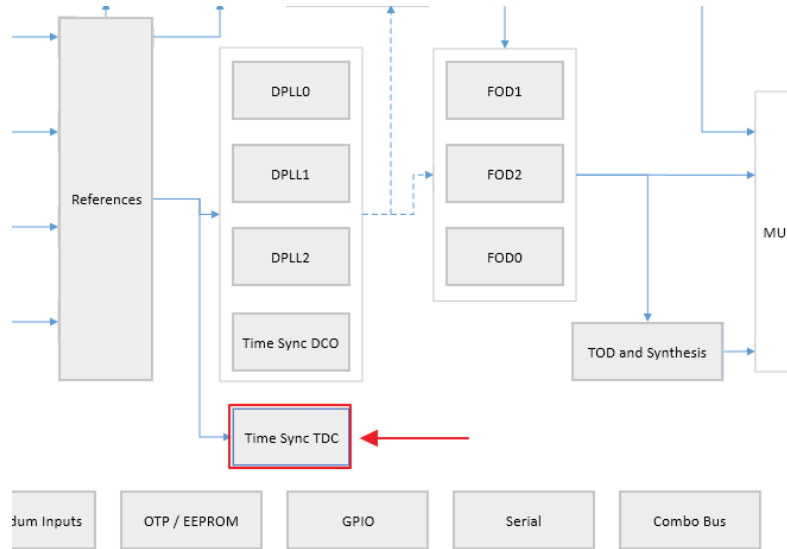 References
DPLL0
DPLL1
DPLL2
Time Sync DCO
Time Sync TDC
FOD1
FOD2
FOD0
TOD and Synthesis
MU
dum Inputs
OTP / EEPROM
GPIO
Serial
Combo Bus